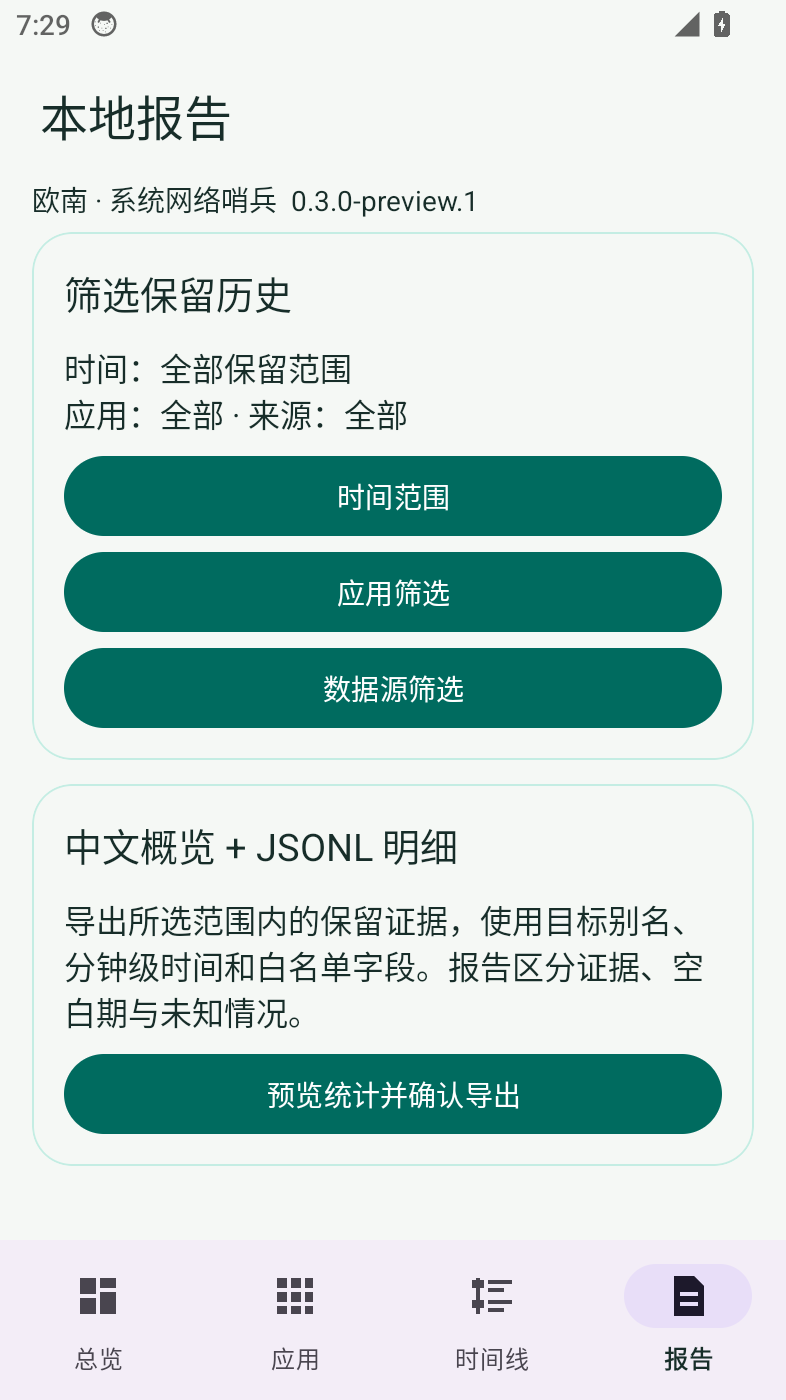 7:29
本地报告
欧南 · 系统网络哨兵 0.3.0-preview.1
筛选保留历史
时间：全部保留范围
应用：全部 · 来源：全部
时间范围
应用筛选
数据源筛选
中文概览 + JSONL 明细
导出所选范围内的保留证据，使用目标别名、
分钟级时间和白名单字段。报告区分证据、空
白期与未知情况。
预览统计并确认导出
总览
应用
时间线
报告